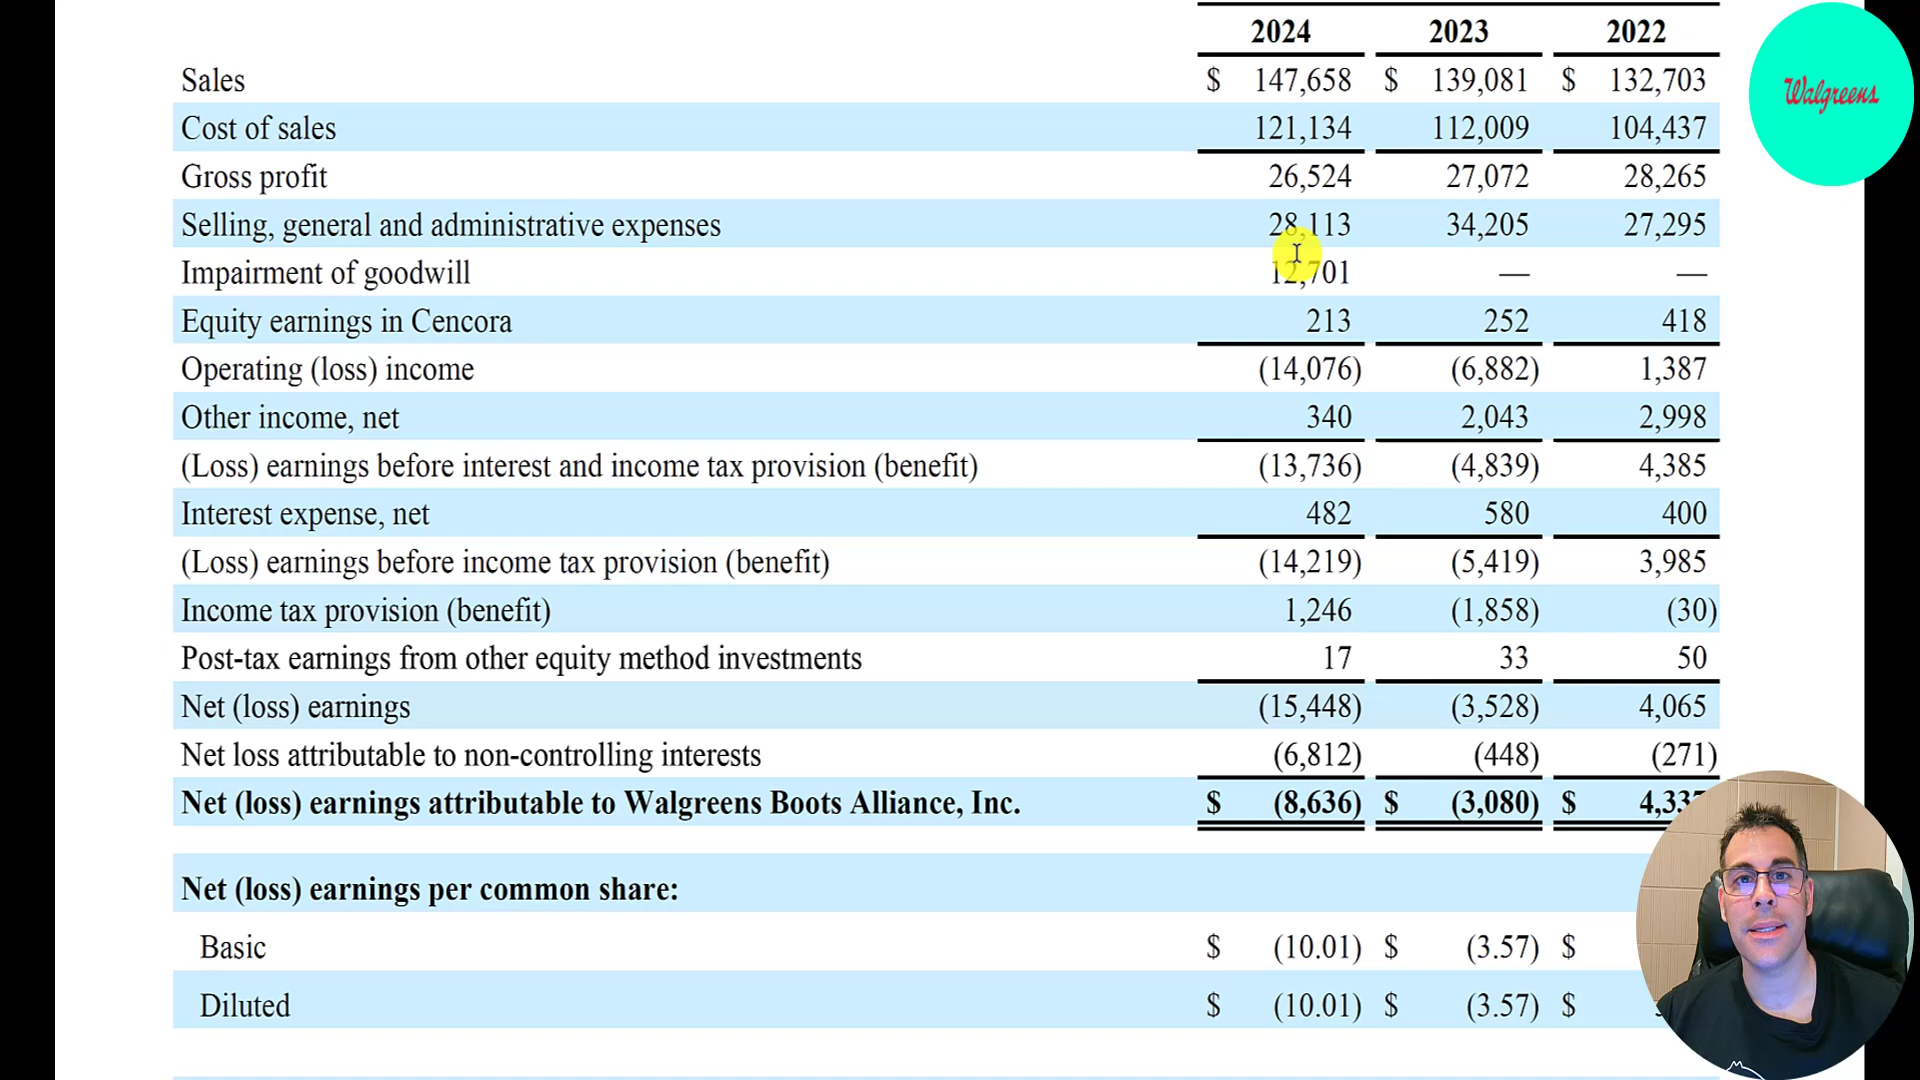 2024 2023 2022
Walgreens
Sales $ 147,658 $ 139,081 $ 132,703
Cost of sales 121,134 112,009 104,437
Gross profit 26,524 27,072 28,265
Selling, general and administrative expenses 28,113 34,205 27,295
Impairment of goodwill 12,701 — —
Equity earnings in Cencora 213 252 418
Operating (loss) income (14,076) (6,882) 1,387
Other income, net 340 2,043 2,998
(Loss) earnings before interest and income tax provision (benefit) (13,736) (4,839) 4,385
Interest expense, net 482 580 400
(Loss) earnings before income tax provision (benefit) (14,219) (5,419) 3,985
Income tax provision (benefit) 1,246 (1,858) (30)
Post-tax earnings from other equity method investments 17 33 50
Net (loss) earnings (15,448) (3,528) 4,065
Net loss attributable to non-controlling interests (6,812) (448) (271)
Net (loss) earnings attributable to Walgreens Boots Alliance, Inc. $ (8,636) $ (3,080) $
Net (loss) earnings per common share:
Basic $ (10.01) $ (3.57) $
Diluted $ (10.01) $ (3.57) $